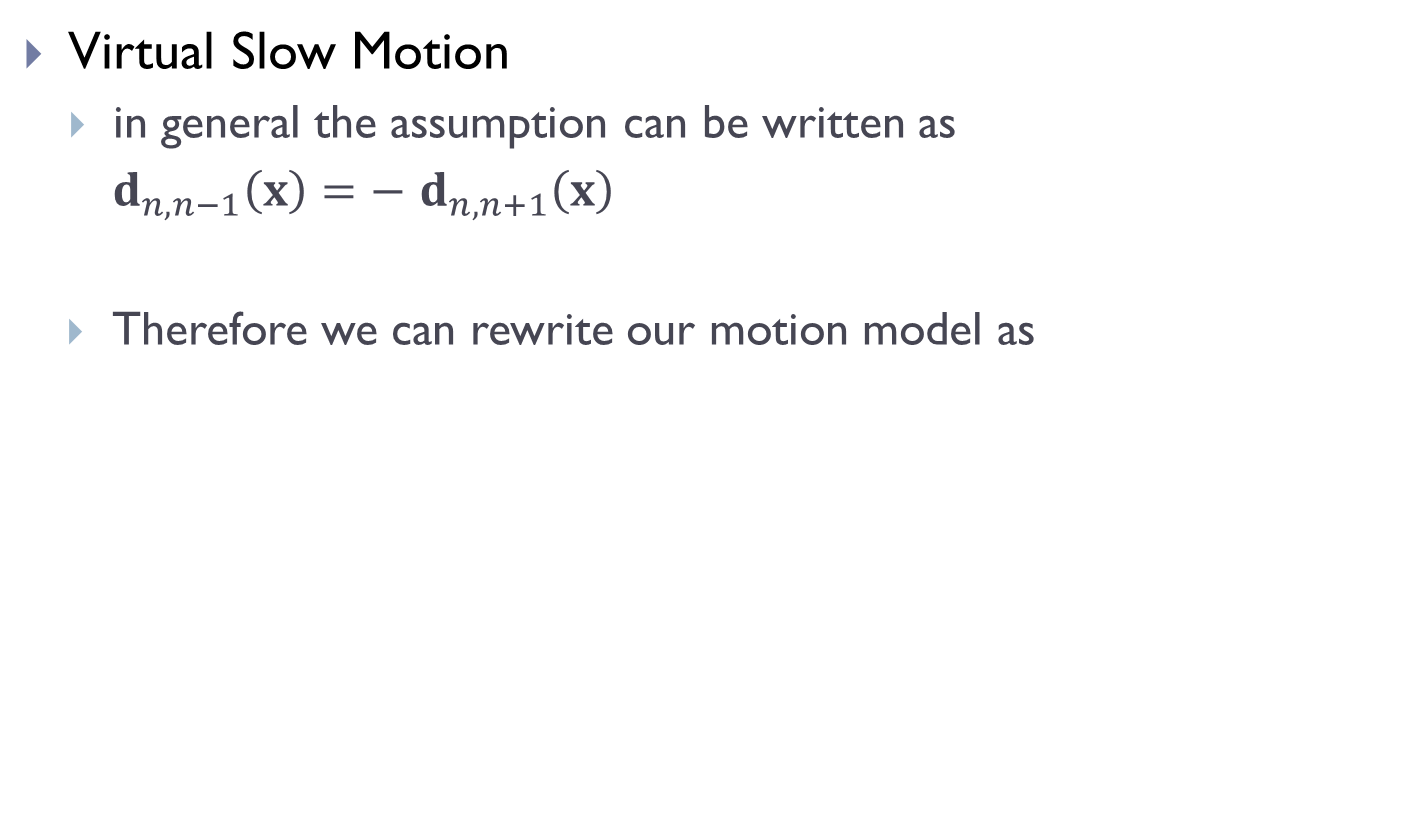 Virtual Slow Motion
in general the assumption can be written as
𝐝ₙ,ₙ₋₁(𝐱) = − 𝐝ₙ,ₙ₊₁(𝐱)
Therefore we can rewrite our motion model as